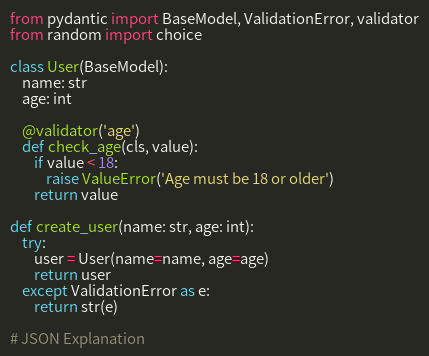 from pydantic import BaseModel, ValidationError, validator
from random import choice

class User(BaseModel):
    name: str
    age: int

    @validator('age')
    def check_age(cls, value):
        if value < 18:
            raise ValueError('Age must be 18 or older')
        return value

def create_user(name: str, age: int):
    try:
        user = User(name=name, age=age)
        return user
    except ValidationError as e:
        return str(e)

# JSON Explanation